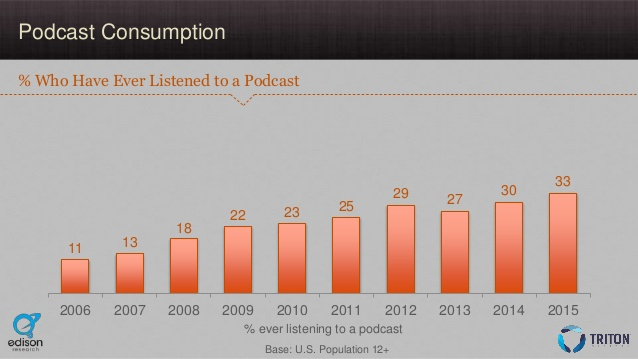 Podcast Consumption
% Who Have Ever Listened to a Podcast
11
13
18
22
23
25
29
27
30
33
2006 2007 2008 2009 2010 2011 2012 2013 2014 2015
% ever listening to a podcast
Base: U.S. Population 12+
edison
research
TRITON